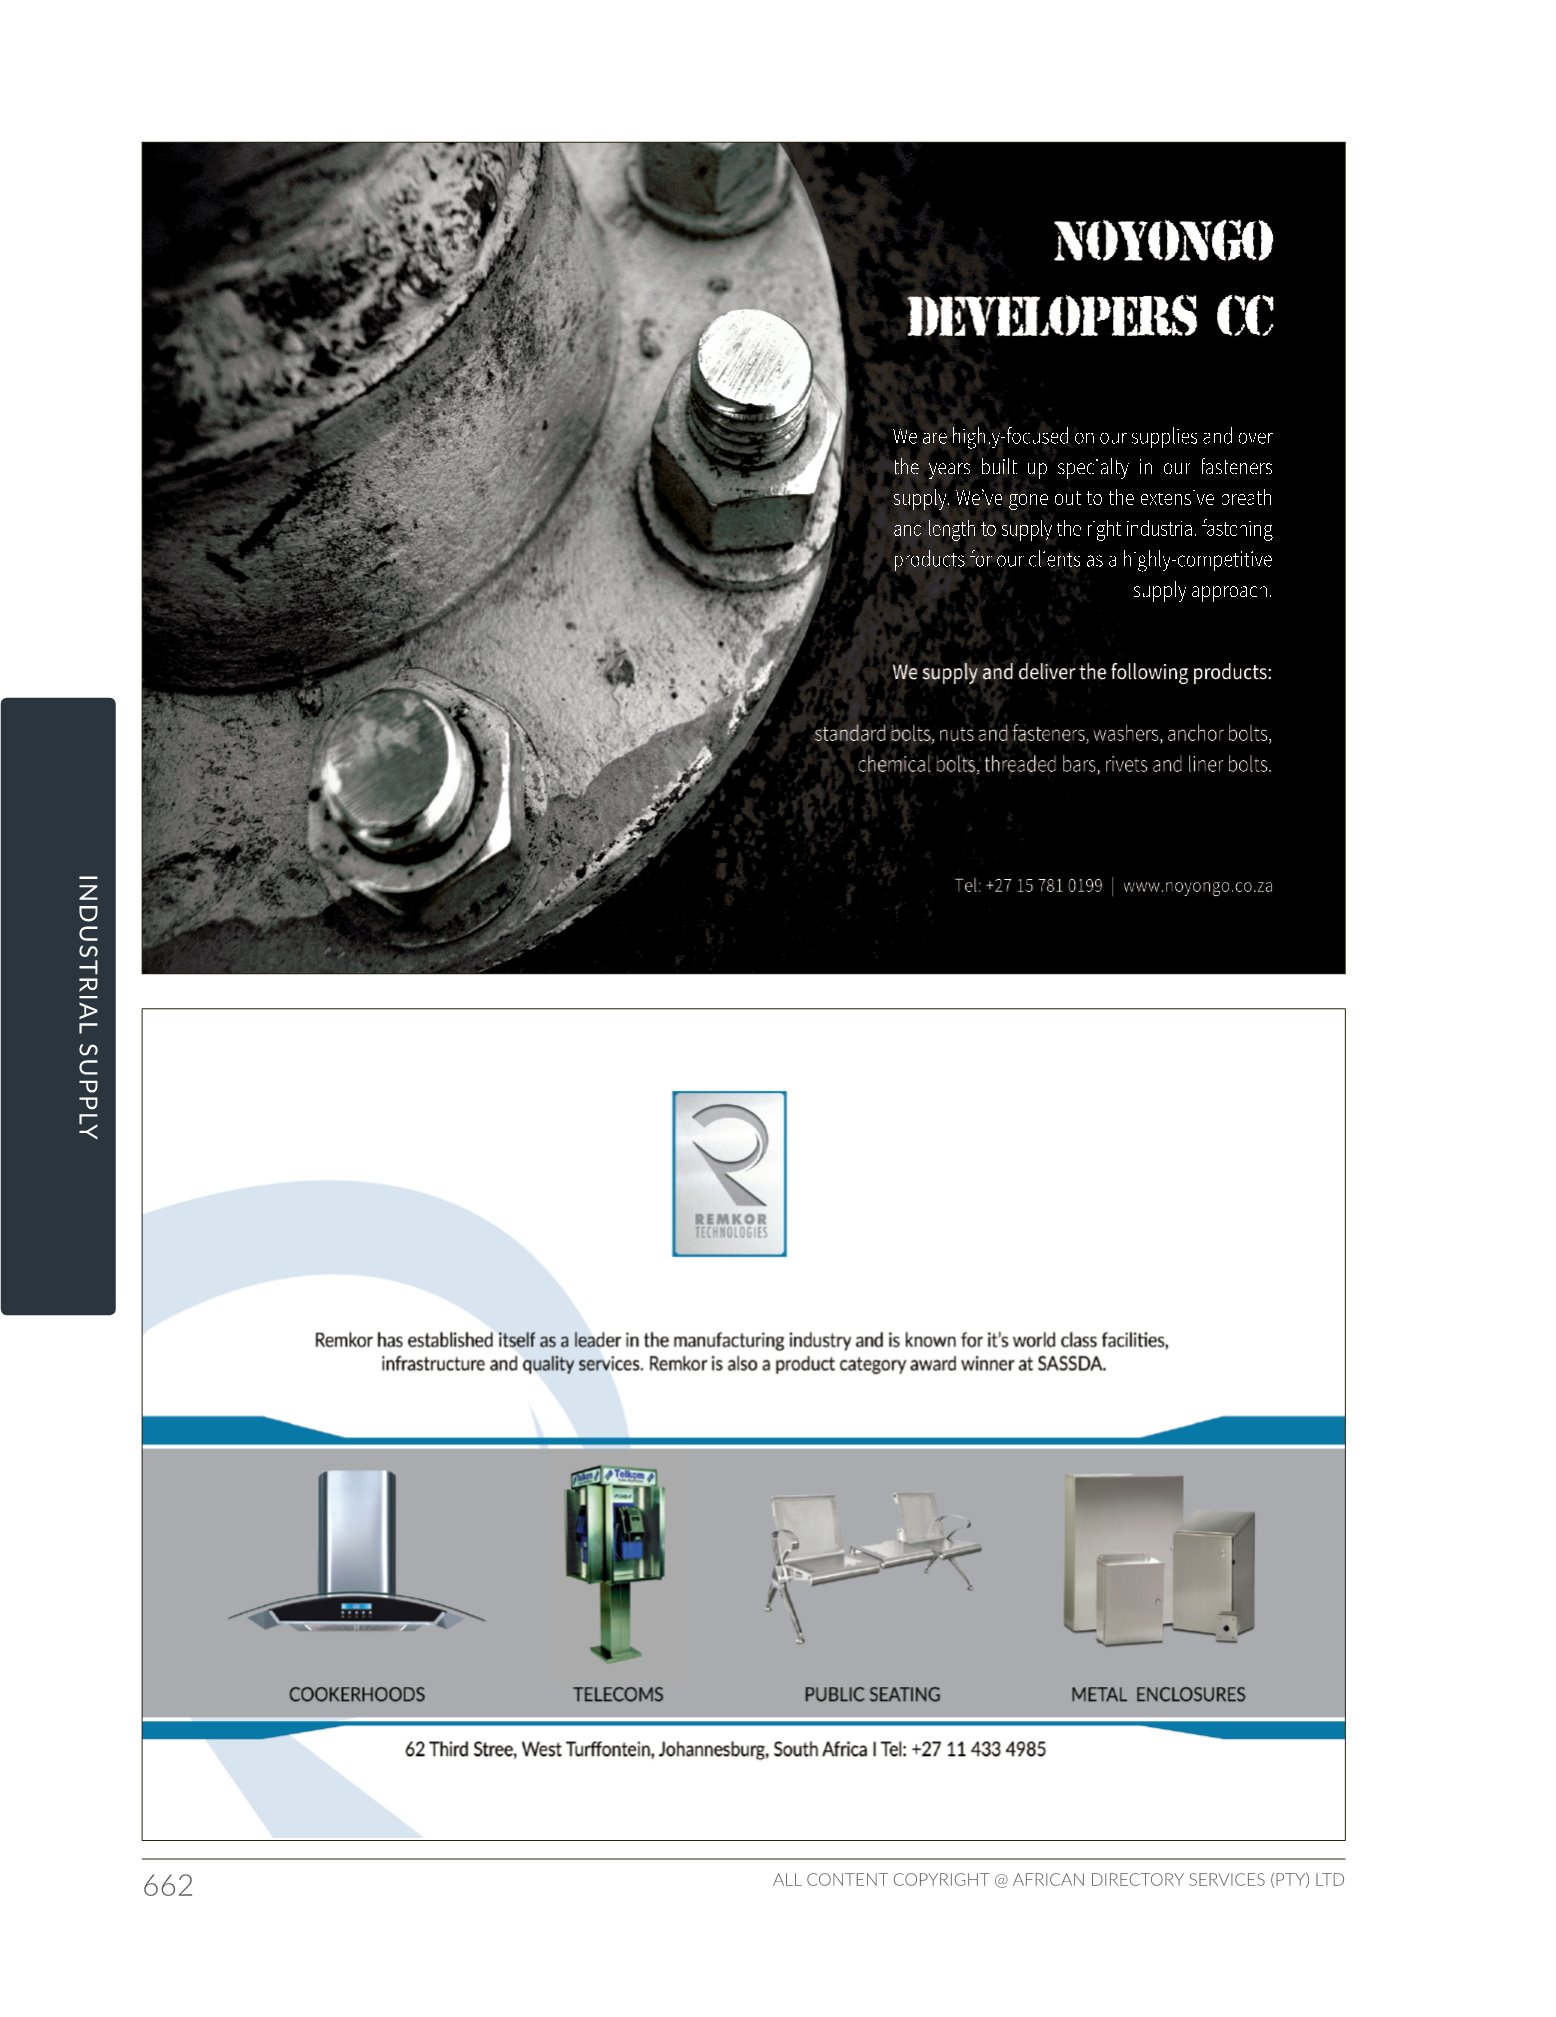 NOYONGO
DEVELOPERS CC
We are highly-focused on our supplies and over
the years built up specialty in our fasteners
supply. We've gone out to the extensive breath
and length to supply the right industrial fastening
products for our clients as a highly-competitive
supply approach.
We supply and deliver the following products:
standard bolts, nuts and fasteners, washers, anchor bolts,
chemical bolts, threaded bars, rivets and liner bolts.
Tel: +27 15 781 0199 | www.noyongo.co.za
INDUSTRIAL SUPPLY
REMKOR
TECHNOLOGIES
Remkor has established itself as a leader in the manufacturing industry and is known for it's world class facilities,
infrastructure and quality services. Remkor is also a product category award winner at SASSDA.
Telkom
COOKERHOODS
TELECOMS
PUBLIC SEATING
METAL ENCLOSURES
62 Third Stree, West Turffontein, Johannesburg, South Africa I Tel: +27 11 433 4985
662
ALL CONTENT COPYRIGHT @ AFRICAN DIRECTORY SERVICES (PTY) LTD